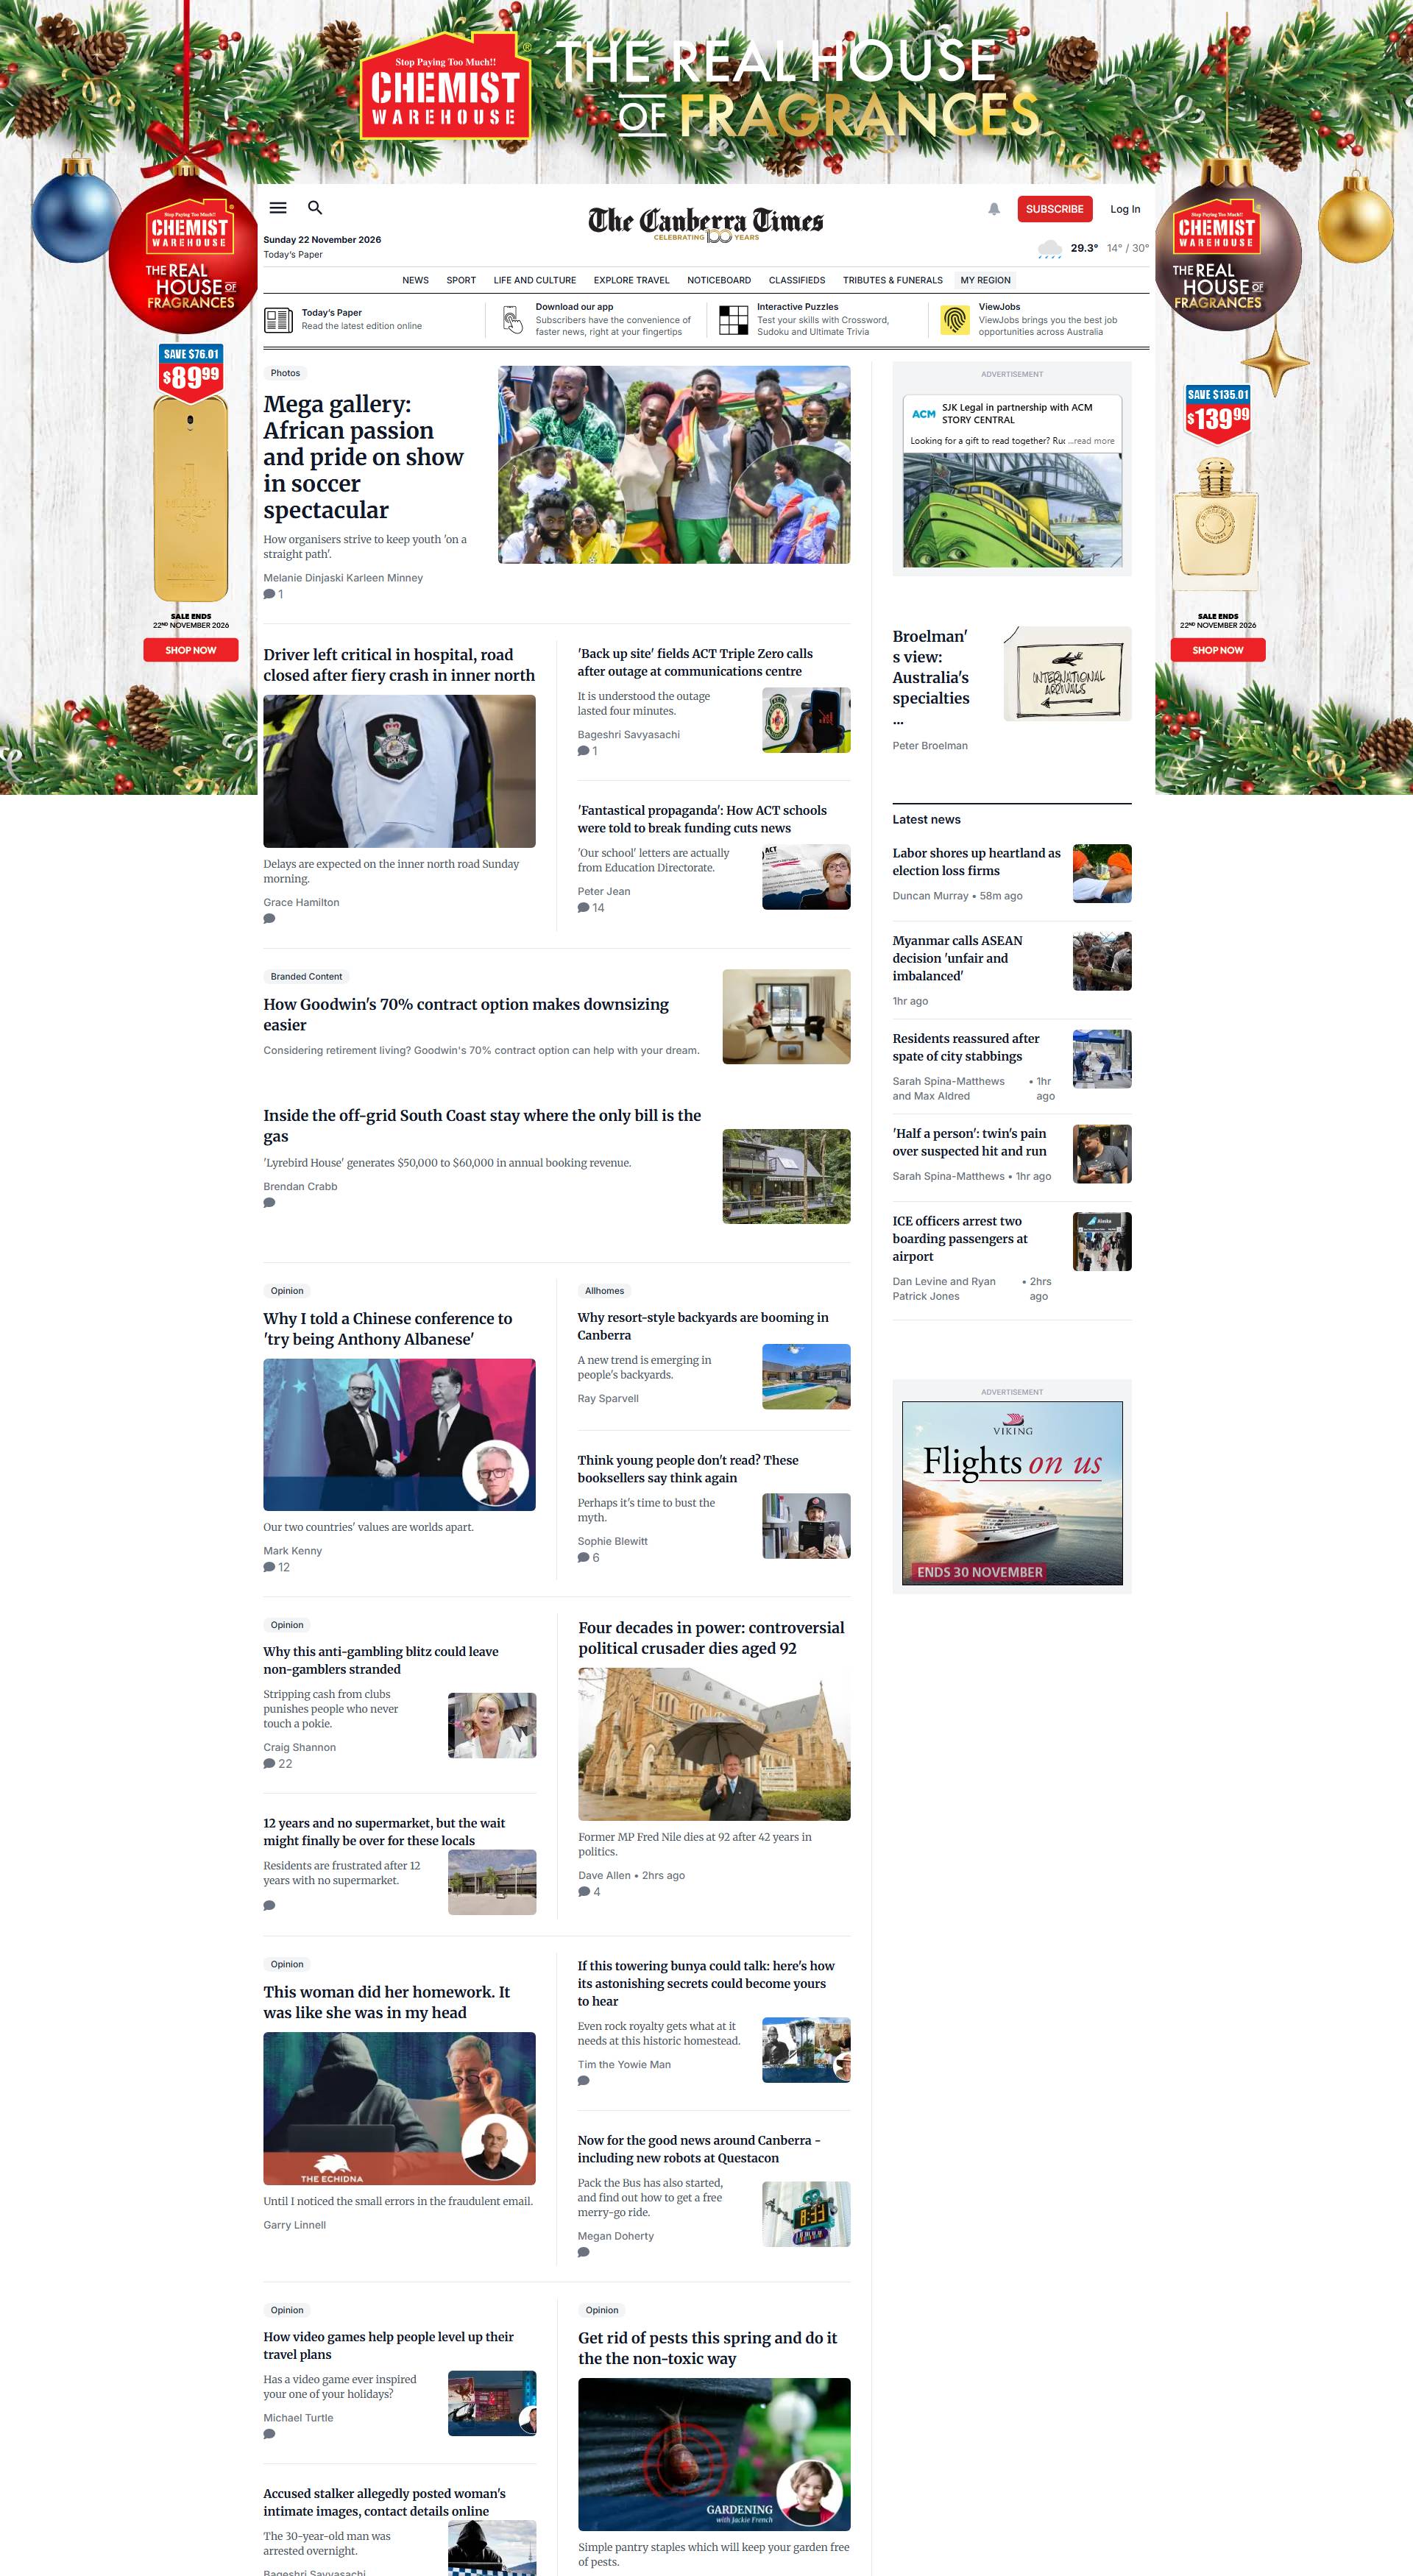 Stop Paying Too Much!!
CHEMIST
WAREHOUSE
®
THE REAL HOUSE
OF FRAGRANCES
Stop Paying Too Much!!
CHEMIST
WAREHOUSE
THE REAL
HOUSE OF
FRAGRANCES
SAVE $76.01
$89.99
SALE ENDS
22ND NOVEMBER 2026
SHOP NOW
Stop Paying Too Much!!
CHEMIST
WAREHOUSE
THE REAL
HOUSE OF
FRAGRANCES
SAVE $135.01
$139.99
SALE ENDS
22ND NOVEMBER 2026
SHOP NOW
The Canberra Times
CELEBRATING 100 YEARS
SUBSCRIBE
Log In
Sunday 22 November 2026
Today's Paper
29.3° 14° / 30°
NEWS SPORT LIFE AND CULTURE EXPLORE TRAVEL NOTICEBOARD CLASSIFIEDS TRIBUTES & FUNERALS MY REGION
Today's Paper
Read the latest edition online
Download our app
Subscribers have the convenience of
faster news, right at your fingertips
Interactive Puzzles
Test your skills with Crossword,
Sudoku and Ultimate Trivia
ViewJobs
ViewJobs brings you the best job
opportunities across Australia
Photos
Mega gallery:
African passion
and pride on show
in soccer
spectacular
How organisers strive to keep youth 'on a
straight path'.
Melanie Dinjaski Karleen Minney
1
Driver left critical in hospital, road
closed after fiery crash in inner north
POLICE
Delays are expected on the inner north road Sunday
morning.
Grace Hamilton
'Back up site' fields ACT Triple Zero calls
after outage at communications centre
It is understood the outage
lasted four minutes.
Bageshri Savyasachi
1
'Fantastical propaganda': How ACT schools
were told to break funding cuts news
'Our school' letters are actually
from Education Directorate.
Peter Jean
14
ACT
Branded Content
How Goodwin's 70% contract option makes downsizing
easier
Considering retirement living? Goodwin's 70% contract option can help with your dream.
Inside the off-grid South Coast stay where the only bill is the
gas
'Lyrebird House' generates $50,000 to $60,000 in annual booking revenue.
Brendan Crabb
Opinion
Why I told a Chinese conference to
'try being Anthony Albanese'
Our two countries' values are worlds apart.
Mark Kenny
12
Allhomes
Why resort-style backyards are booming in
Canberra
A new trend is emerging in
people's backyards.
Ray Sparvell
Think young people don't read? These
booksellers say think again
Perhaps it's time to bust the
myth.
Sophie Blewitt
6
Opinion
Why this anti-gambling blitz could leave
non-gamblers stranded
Stripping cash from clubs
punishes people who never
touch a pokie.
Craig Shannon
22
12 years and no supermarket, but the wait
might finally be over for these locals
Residents are frustrated after 12
years with no supermarket.
Four decades in power: controversial
political crusader dies aged 92
Former MP Fred Nile dies at 92 after 42 years in
politics.
Dave Allen • 2hrs ago
4
Opinion
This woman did her homework. It
was like she was in my head
THE ECHIDNA
Until I noticed the small errors in the fraudulent email.
Garry Linnell
If this towering bunya could talk: here's how
its astonishing secrets could become yours
to hear
Even rock royalty gets what at it
needs at this historic homestead.
Tim the Yowie Man
Now for the good news around Canberra -
including new robots at Questacon
Pack the Bus has also started,
and find out how to get a free
merry-go ride.
Megan Doherty
8:33
Opinion
How video games help people level up their
travel plans
Has a video game ever inspired
your one of your holidays?
Michael Turtle
Accused stalker allegedly posted woman's
intimate images, contact details online
The 30-year-old man was
arrested overnight.
Bageshri Savyasachi
Opinion
Get rid of pests this spring and do it
the the non-toxic way
GARDENING
with Jackie French
Simple pantry staples which will keep your garden free
of pests.
ADVERTISEMENT
ACM
SJK Legal in partnership with ACM
STORY CENTRAL
Looking for a gift to read together? Ruc ...read more
Broelman'
s view:
Australia's
specialties
...
Peter Broelman
INTERNATIONAL
ARRIVALS
Latest news
Labor shores up heartland as
election loss firms
Duncan Murray • 58m ago
Myanmar calls ASEAN
decision 'unfair and
imbalanced'
1hr ago
Residents reassured after
spate of city stabbings
Sarah Spina-Matthews
and Max Aldred
• 1hr
ago
'Half a person': twin's pain
over suspected hit and run
Sarah Spina-Matthews • 1hr ago
ICE officers arrest two
boarding passengers at
airport
Dan Levine and Ryan
Patrick Jones
• 2hrs
ago
Alaska
ADVERTISEMENT
VIKING
Flights on us
ENDS 30 NOVEMBER